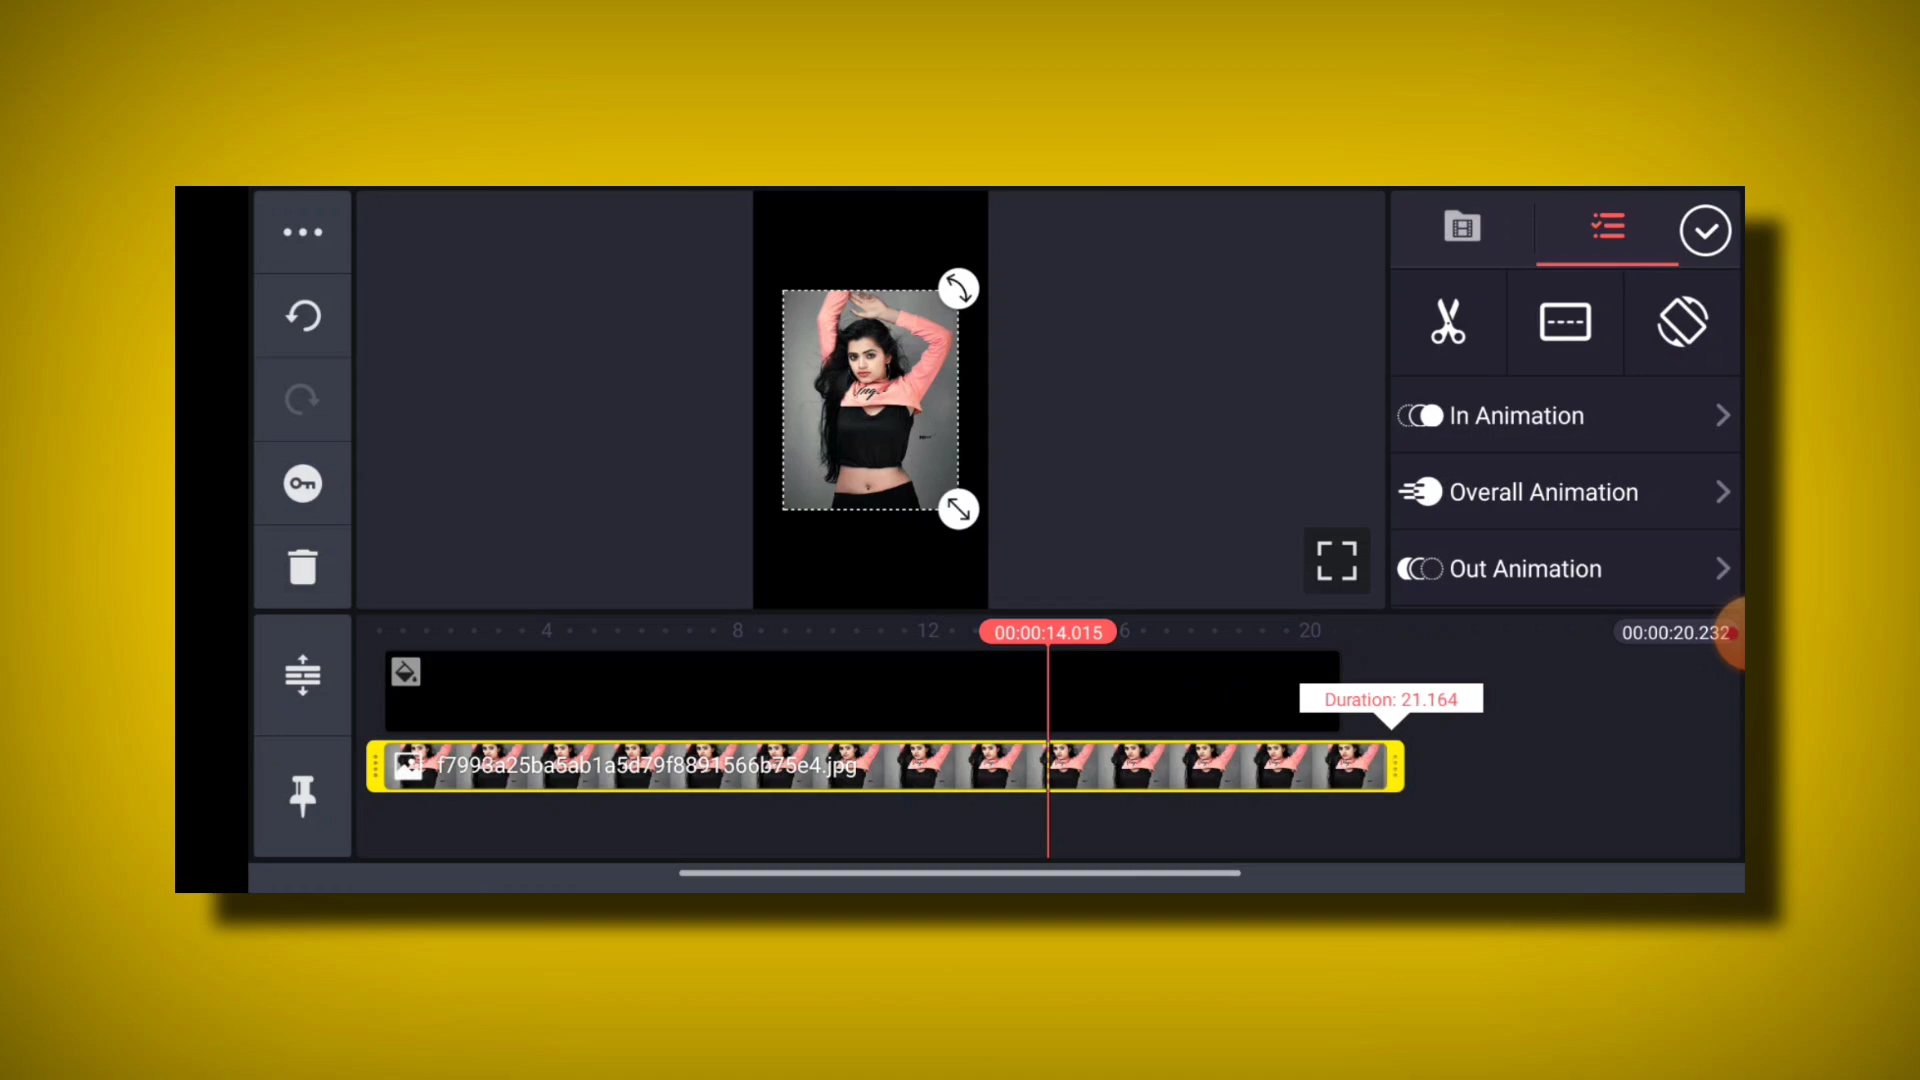 In Animation
Overall Animation
Out Animation
4
8
12
00:00:14.015
6
20
00:00:20.232
Duration: 21.164
f7993a25ba5ab1a5d79f8891566b75e4.jpg